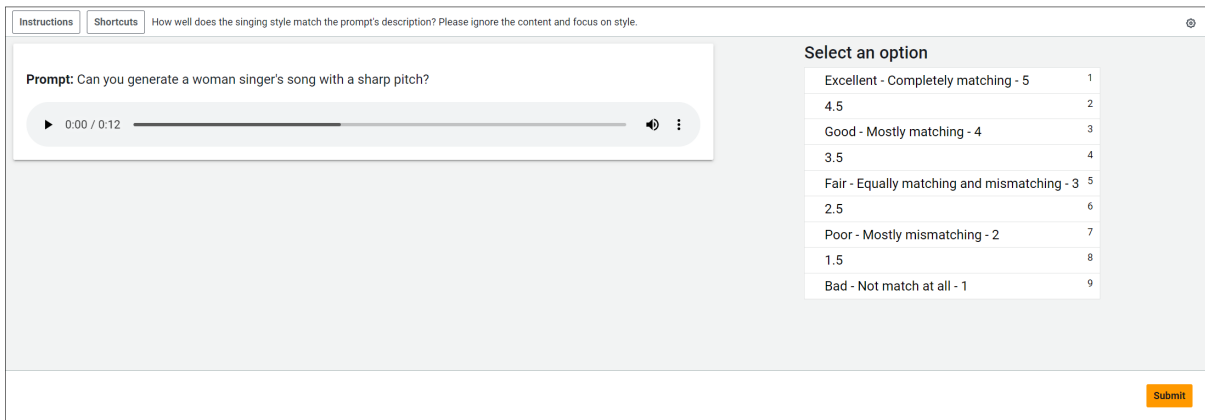 Instructions Shortcuts How well does the singing style match the prompt's description? Please ignore the content and focus on style.
Prompt: Can you generate a woman singer's song with a sharp pitch?
0:00 / 0:12
Select an option
Excellent - Completely matching - 5 1
4.5 2
Good - Mostly matching - 4 3
3.5 4
Fair - Equally matching and mismatching - 3 5
2.5 6
Poor - Mostly mismatching - 2 7
1.5 8
Bad - Not match at all - 1 9
Submit